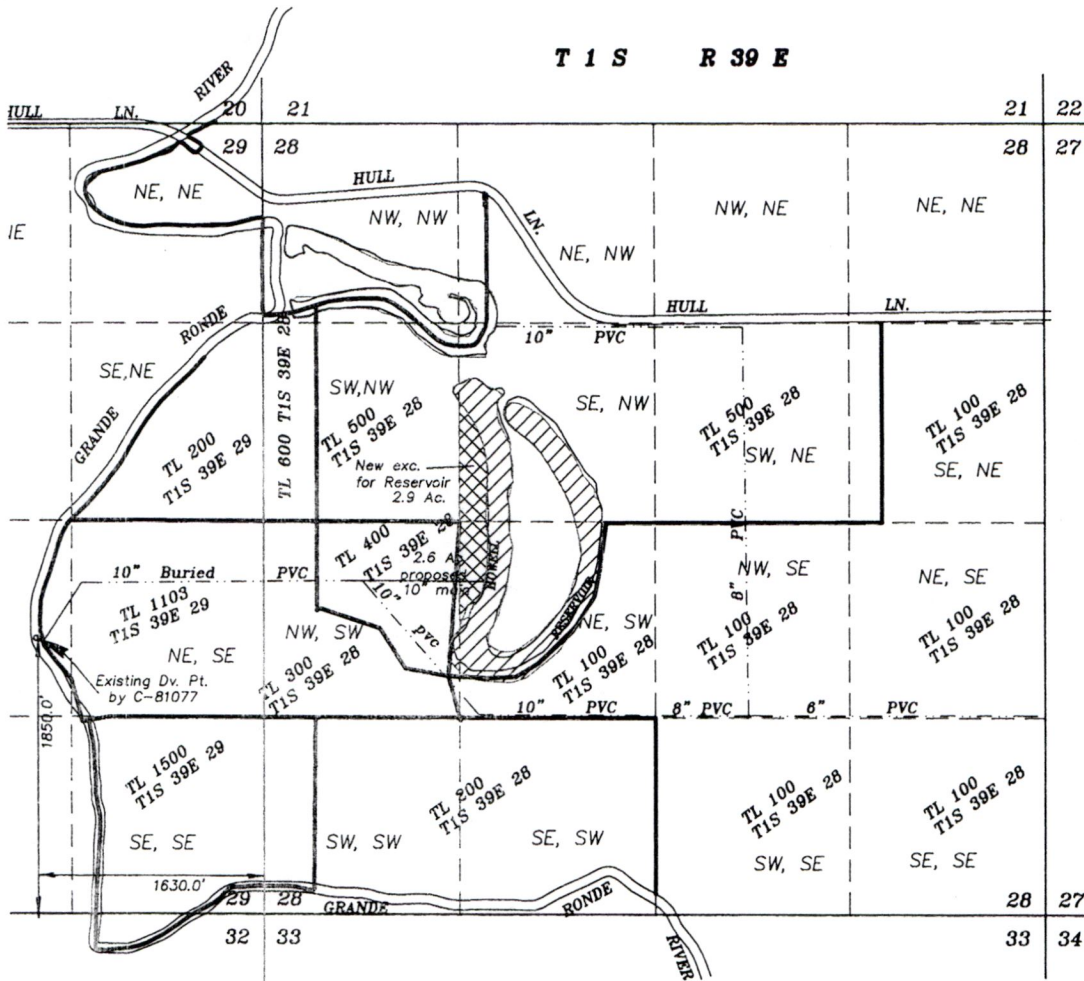 T 1 S R 39 E
RIVER
HULL LN.
20 21
21 22
29 28
28 27
HULL
LN.
NE, NE
NW, NW
NE, NW
NW, NE
NE, NE
HULL LN.
RONDE
GRANDE
10" PVC
SE,NE
TL 600 T1S 39E 28
SW,NW
SE, NW
TL 200
T1S 39E 29
TL 500
T1S 39E 28
TL 500
T1S 39E 28
SW, NE
TL 100
T1S 39E 28
SE, NE
New exc.
for Reservoir
2.9 Ac.
TL 400
T1S 39E
2.6
proposed
10"
10" Buried PVC
10" pvc
RESERVOIR
PVC
8"
TL 1103
T1S 39E 29
NE, SE
NW, SW
NE, SW
NW, SE
NE, SE
TL 300
T1S 39E 28
TL 100
T1S 39E 28
TL 100
T1S 39E 28
TL 100
T1S 39E 28
Existing Dv. Pt.
by C-81077
1850.0'
10" PVC 8" PVC 6" PVC
TL 1500
T1S 39E 29
SE, SE
TL 200
T1S 39E 28
SW, SW
SE, SW
TL 100
T1S 39E 28
SW, SE
TL 100
T1S 39E 28
SE, SE
1630.0'
29 28
28 27
GRANDE RONDE RIVER
32 33
33 34